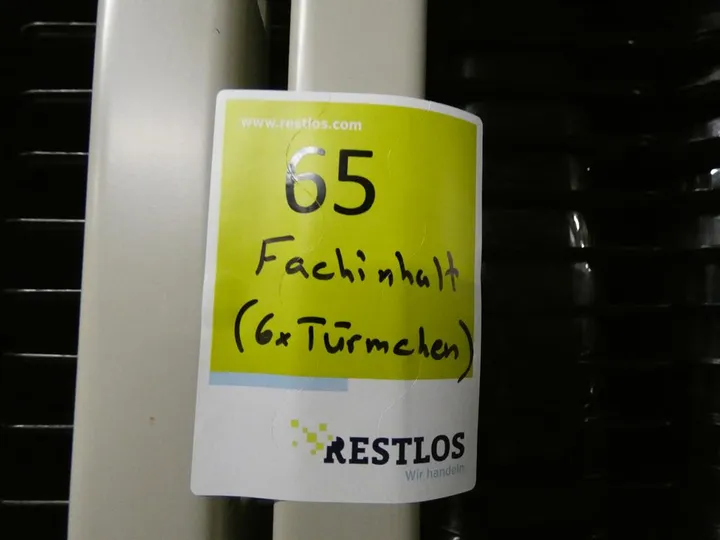 www.restlos.com
65
Fachinhalt
(6x Türmchen)
RESTLOS
Wir handeln